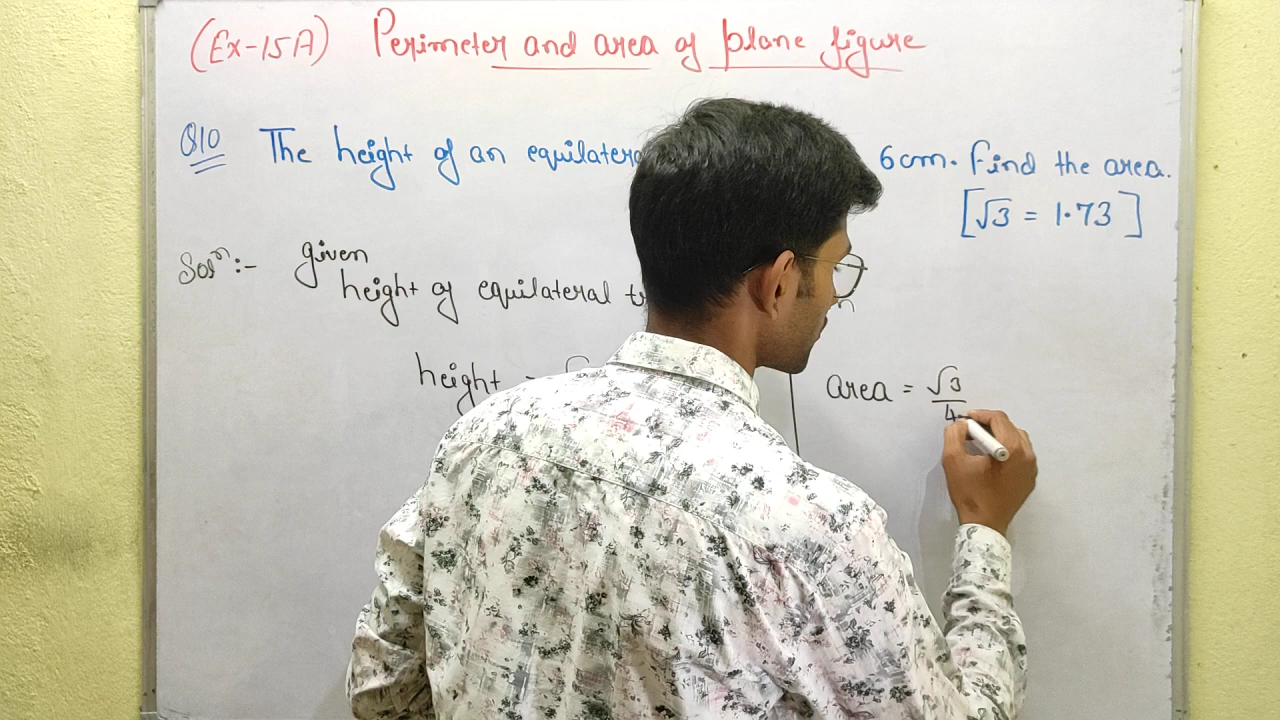 (Ex-15A) Perimeter and area of plane figure
Q10 The height of an equilatera 6cm. Find the area.
[√3 = 1.73]
Solⁿ:- given
height of equilateral tr
height =
area = √3/4